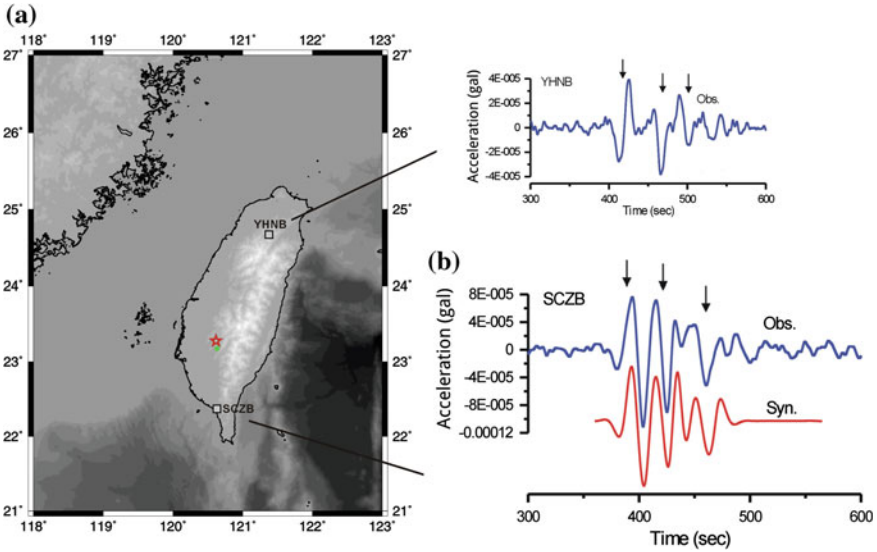 (a)
118° 119° 120° 121° 122° 123°
27° 27°
26° 26°
25° 25°
YHNB
24° 24°
23° 23°
SCZB
22° 22°
21° 21°
118° 119° 120° 121° 122° 123°
YHNB
Obs.
Acceleration (gal)
4E-005
2E-005
0
-2E-005
-4E-005
300 400 500 600
Time (sec)
(b)
SCZB
Obs.
Syn.
Acceleration (gal)
8E-005
4E-005
0
-4E-005
-8E-005
-0.00012
300 400 500 600
Time (sec)